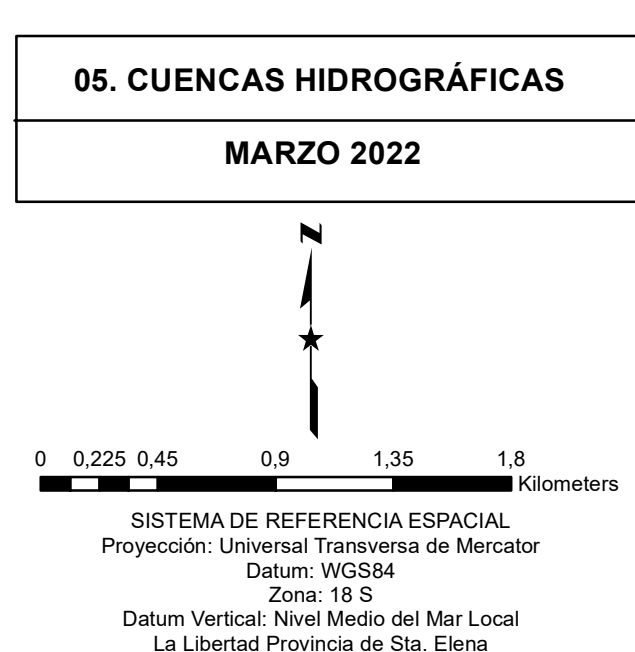 05. CUENCAS HIDROGRÁFICAS
MARZO 2022
N
0 0,225 0,45 0,9 1,35 1,8
Kilometers
SISTEMA DE REFERENCIA ESPACIAL
Proyección: Universal Transversa de Mercator
Datum: WGS84
Zona: 18 S
Datum Vertical: Nivel Medio del Mar Local
La Libertad Provincia de Sta. Elena